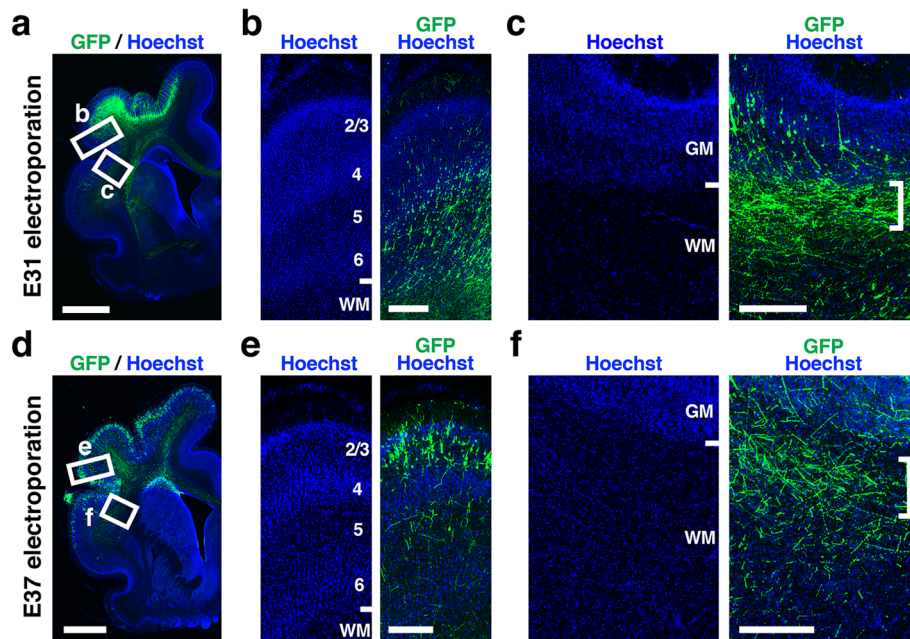 a
GFP / Hoechst
E31 electroporation
b
c
b
Hoechst
GFP
Hoechst
2/3
4
5
6
WM
c
Hoechst
GFP
Hoechst
GM
WM
d
GFP / Hoechst
E37 electroporation
e
f
e
Hoechst
GFP
Hoechst
2/3
4
5
6
WM
f
Hoechst
GFP
Hoechst
GM
WM